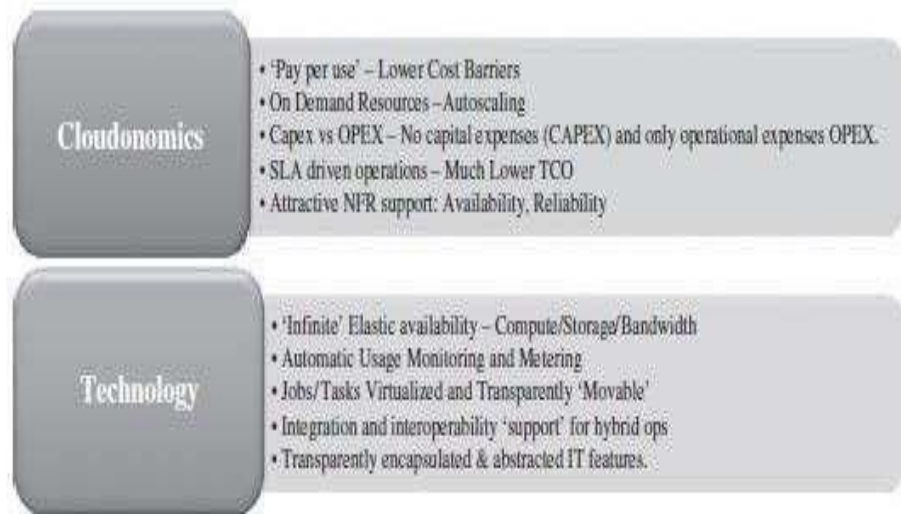 Cloudonomics
• 'Pay per use' – Lower Cost Barriers
• On Demand Resources –Autoscaling
• Capex vs OPEX – No capital expenses (CAPEX) and only operational expenses OPEX.
• SLA driven operations – Much Lower TCO
• Attractive NFR support: Availability, Reliability
Technology
• 'Infinite' Elastic availability – Compute/Storage/Bandwidth
• Automatic Usage Monitoring and Metering
• Jobs/Tasks Virtualized and Transparently 'Movable'
• Integration and interoperability 'support' for hybrid ops
• Transparently encapsulated & abstracted IT features.